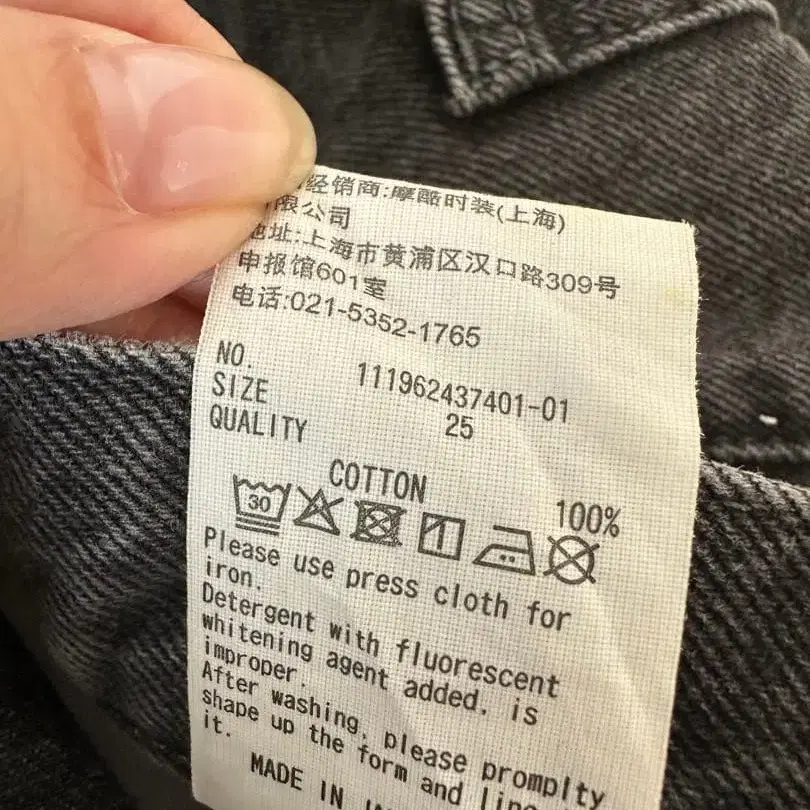 经销商:摩酷时装(上海)
限公司
地址:上海市黄浦区汉口路309号
申报馆601室
电话:021-5352-1765
NO. 111962437401-01
SIZE 25
QUALITY
COTTON 100%
30
Please use press cloth for
iron.
Detergent with fluorescent
whitening agent added. is
improper.
After washing, please promplty
shape up the form and line
it.
MADE IN